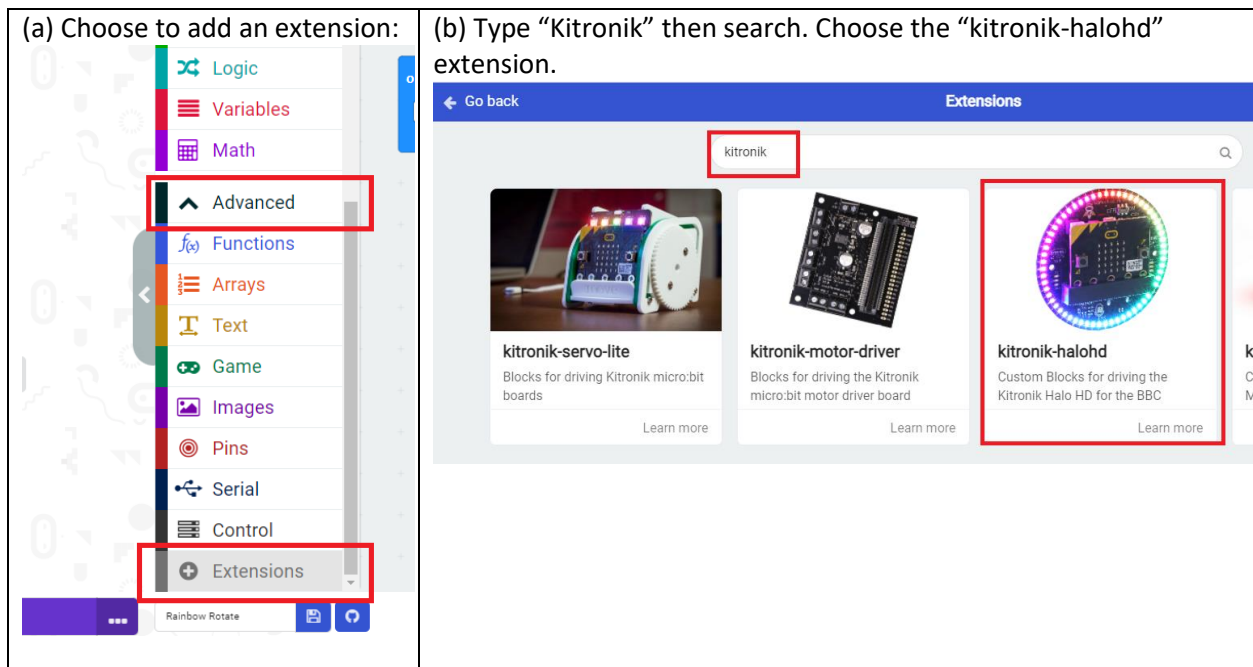 (a) Choose to add an extension:
Logic
Variables
Math
Advanced
f(x) Functions
Arrays
Text
Game
Images
Pins
Serial
Control
Extensions
Rainbow Rotate
(b) Type “Kitronik” then search. Choose the “kitronik-halohd”
extension.
Go back
Extensions
kitronik
kitronik-servo-lite
Blocks for driving Kitronik micro:bit
boards
Learn more
kitronik-motor-driver
Blocks for driving the Kitronik
micro:bit motor driver board
Learn more
kitronik-halohd
Custom Blocks for driving the
Kitronik Halo HD for the BBC
Learn more